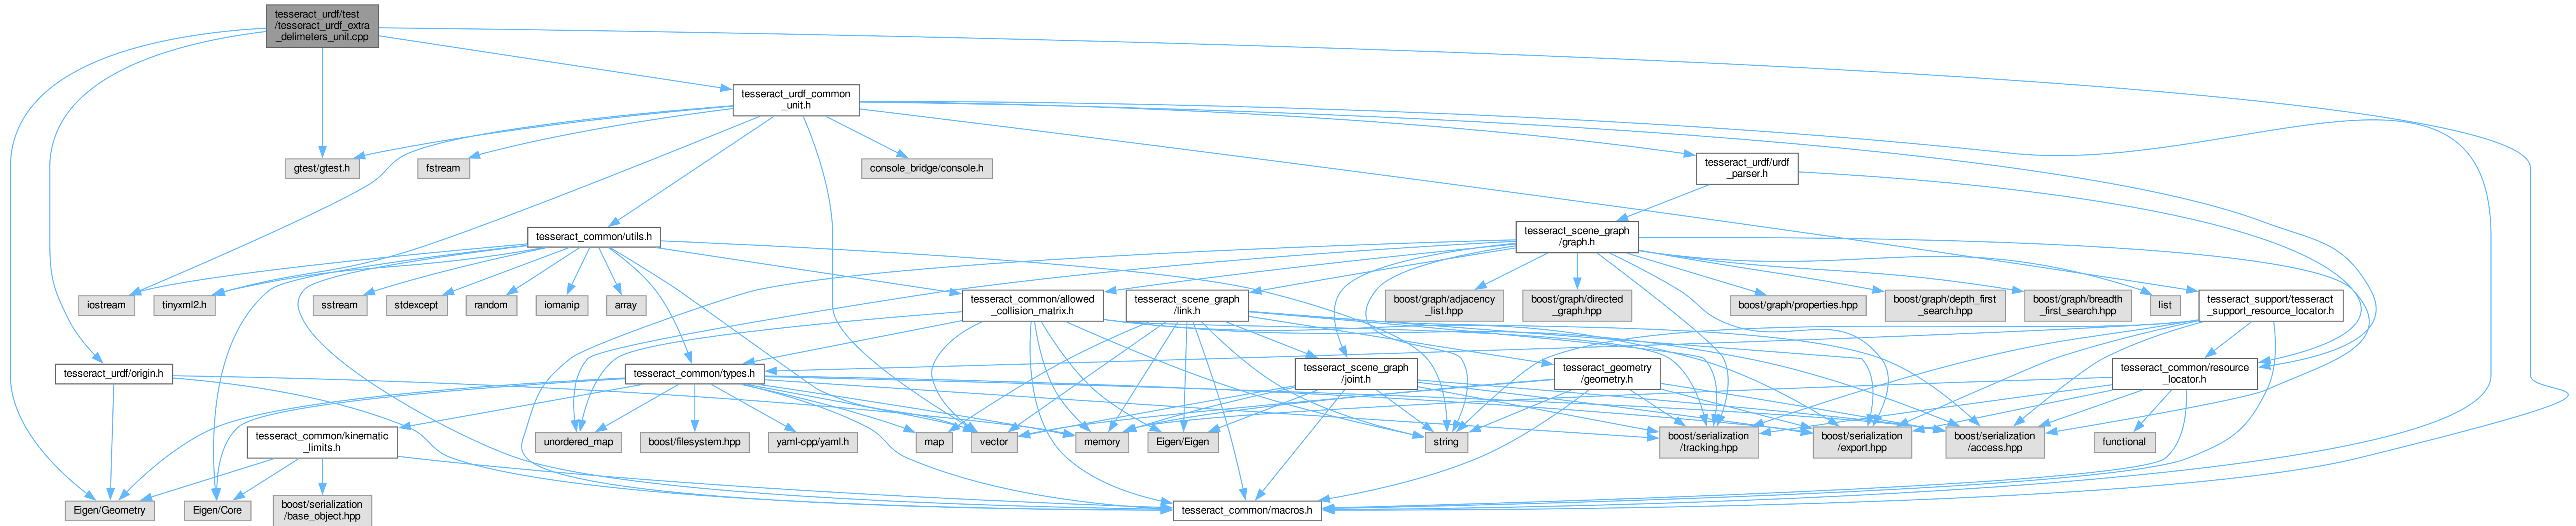 tesseract_urdf/test
/tesseract_urdf_extra
_delimeters_unit.cpp
tesseract_urdf_common
_unit.h
gtest/gtest.h
fstream
console_bridge/console.h
tesseract_urdf/urdf
_parser.h
tesseract_common/utils.h
tesseract_scene_graph
/graph.h
iostream
tinyxml2.h
sstream
stdexcept
random
iomanip
array
tesseract_common/allowed
_collision_matrix.h
tesseract_scene_graph
/link.h
boost/graph/adjacency
_list.hpp
boost/graph/directed
_graph.hpp
boost/graph/properties.hpp
boost/graph/depth_first
_search.hpp
boost/graph/breadth
_first_search.hpp
list
tesseract_support/tesseract
_support_resource_locator.h
tesseract_urdf/origin.h
tesseract_common/types.h
tesseract_scene_graph
/joint.h
tesseract_geometry
/geometry.h
tesseract_common/resource
_locator.h
tesseract_common/kinematic
_limits.h
unordered_map
boost/filesystem.hpp
yaml-cpp/yaml.h
map
vector
memory
Eigen/Eigen
string
boost/serialization
/tracking.hpp
boost/serialization
/export.hpp
boost/serialization
/access.hpp
functional
Eigen/Geometry
Eigen/Core
boost/serialization
/base_object.hpp
tesseract_common/macros.h